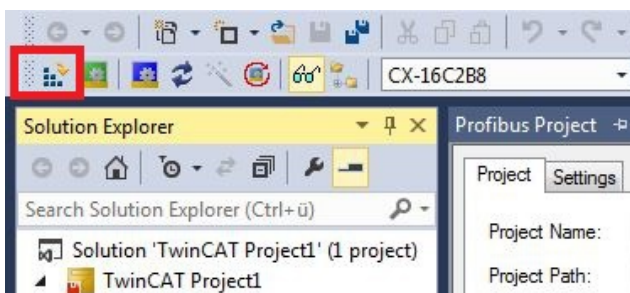 CX-16C2B8
Solution Explorer
Profibus Project
Project
Settings
Search Solution Explorer (Ctrl+ü)
Project Name:
Solution 'TwinCAT Project1' (1 project)
TwinCAT Project1
Project Path: